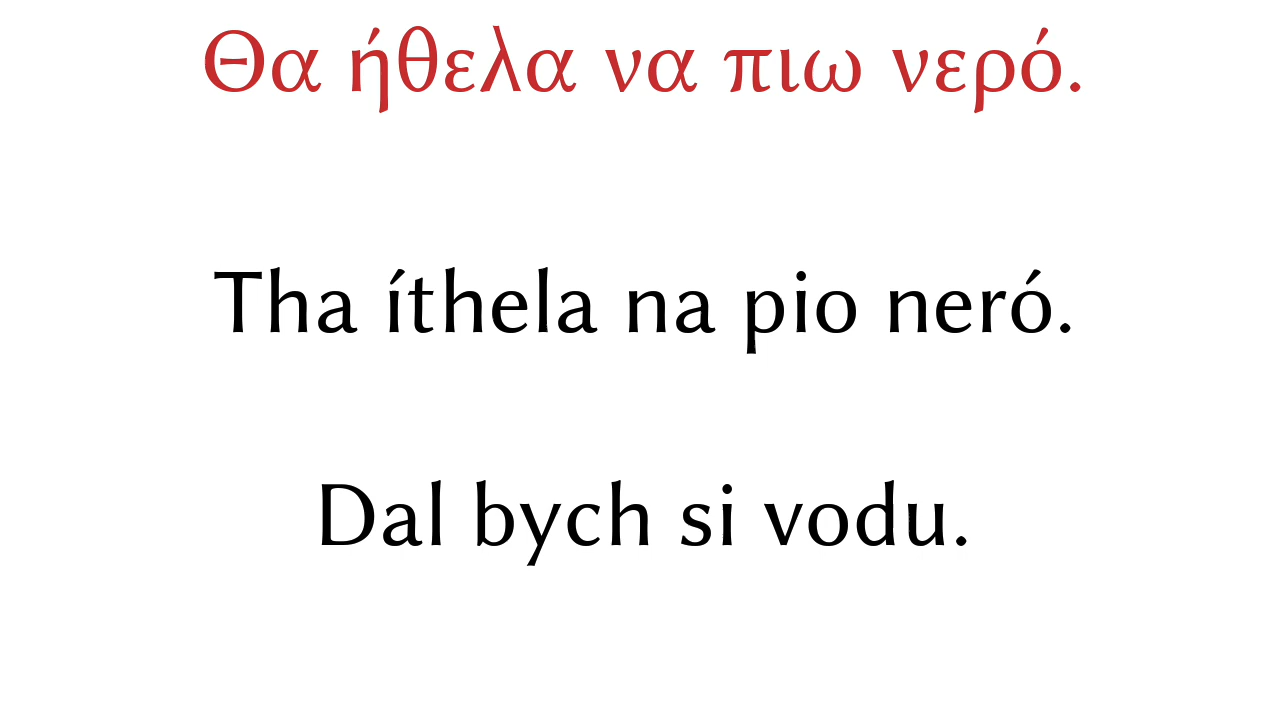 Θα ήθελα να πιω νερό.
Tha íthela na pio neró.
Dal bych si vodu.